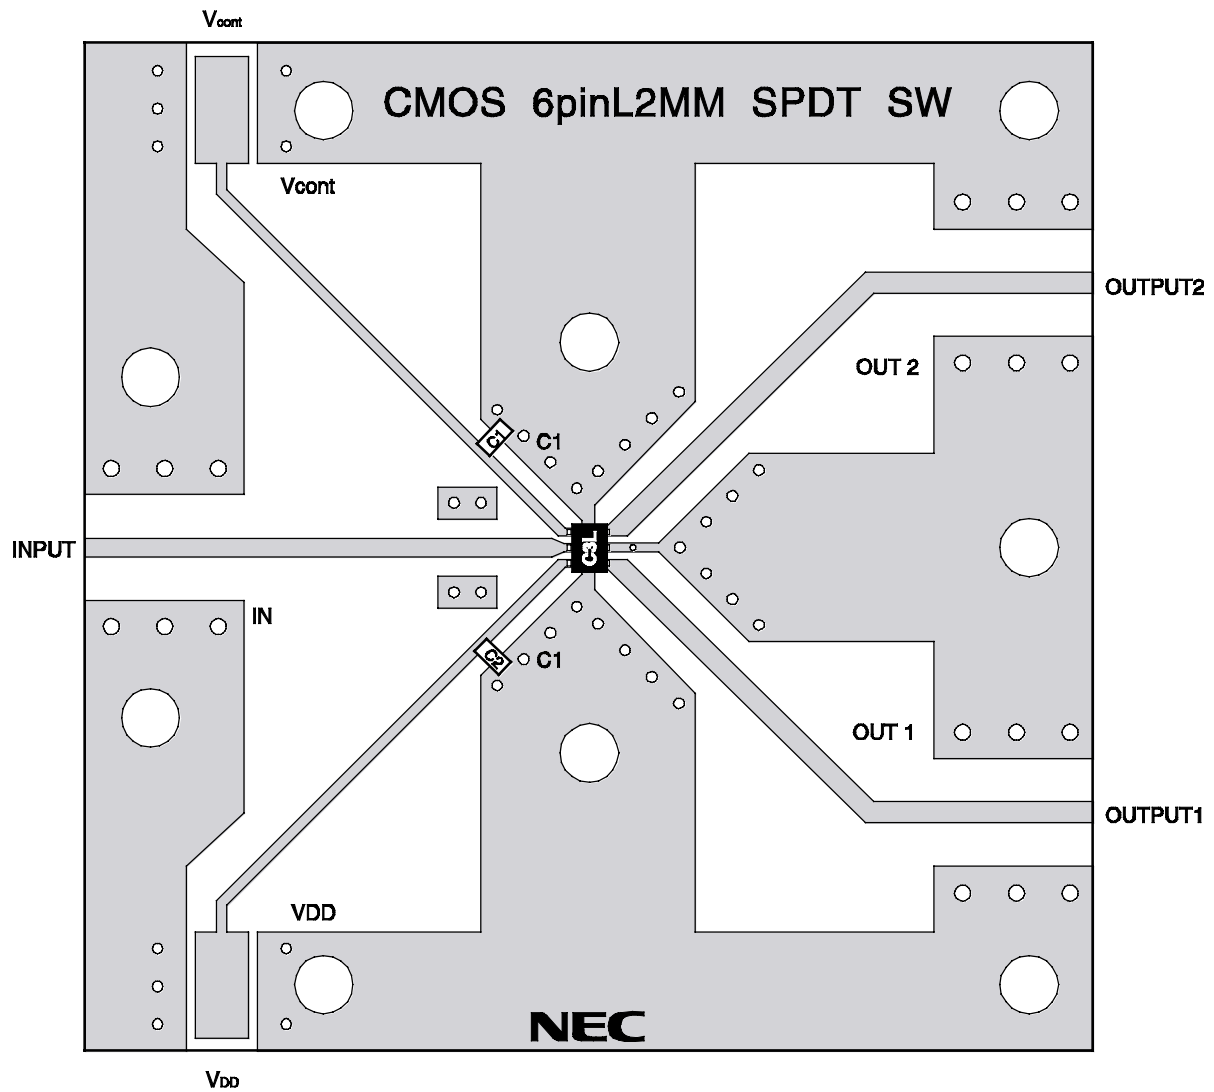 Vcont
CMOS 6pinL2MM SPDT SW
Vcont
OUTPUT2
OUT 2
C1
C1
INPUT
C3L
IN
C2
C1
OUT 1
OUTPUT1
VDD
NEC
VDD